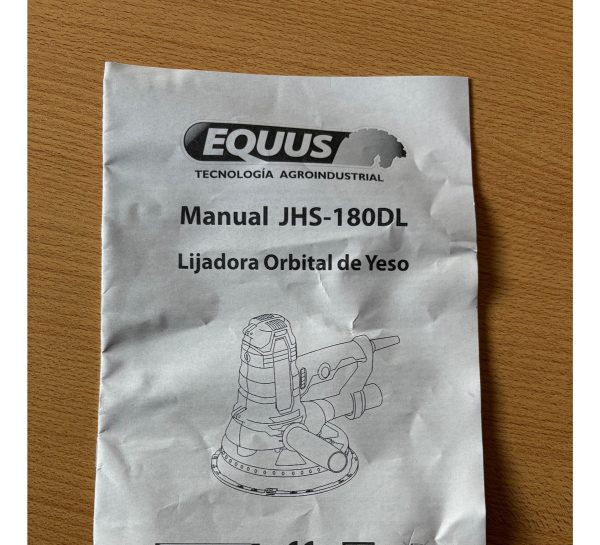 EQUUS
TECNOLOGÍA AGROINDUSTRIAL
Manual JHS-180DL
Lijadora Orbital de Yeso